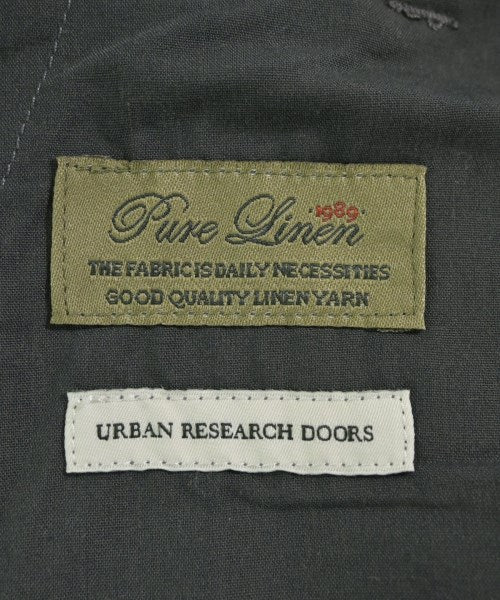 1989
Pure Linen
THE FABRIC IS DAILY NECESSITIES
GOOD QUALITY LINEN YARN
URBAN RESEARCH DOORS